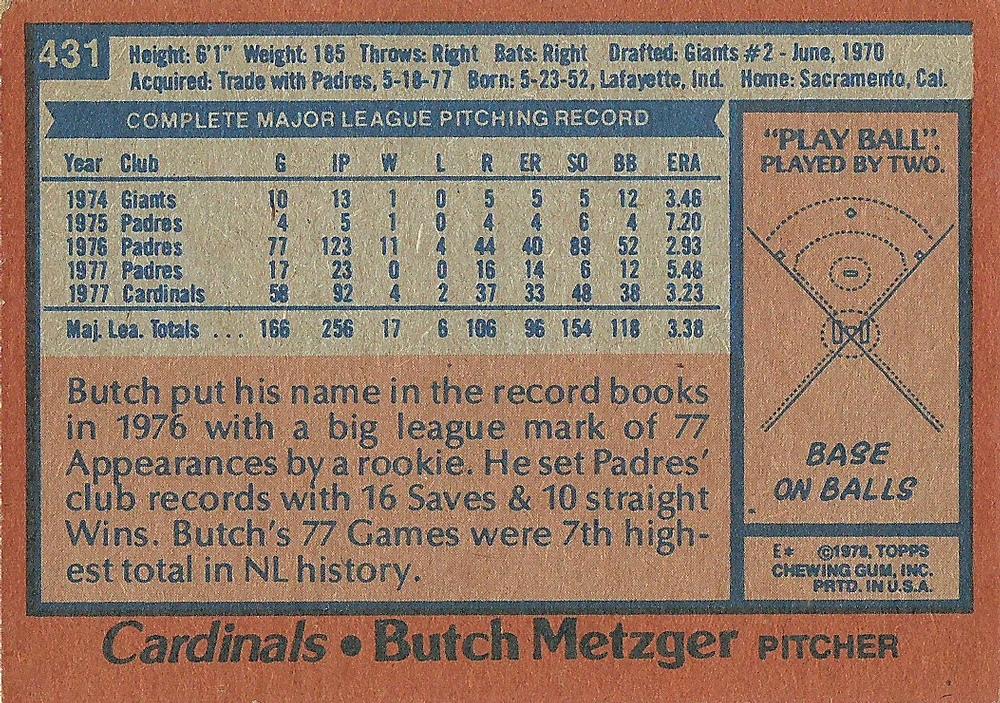 431
Height: 6'1" Weight: 185 Throws: Right Bats: Right Drafted: Giants #2 - June, 1970
Acquired: Trade with Padres, 5-18-77 Born: 5-23-52, Lafayette, Ind. Home: Sacramento, Cal.
COMPLETE MAJOR LEAGUE PITCHING RECORD
Year Club G IP W L R ER SO BB ERA
1974 Giants 10 13 1 0 5 5 5 12 3.46
1975 Padres 4 5 1 0 4 4 6 4 7.20
1976 Padres 77 123 11 4 44 40 89 52 2.93
1977 Padres 17 23 0 0 16 14 6 12 5.48
1977 Cardinals 58 92 4 2 37 33 48 38 3.23
Maj. Lea. Totals ... 166 256 17 6 106 96 154 118 3.38
Butch put his name in the record books
in 1976 with a big league mark of 77
Appearances by a rookie. He set Padres'
club records with 16 Saves & 10 straight
Wins. Butch's 77 Games were 7th high-
est total in NL history.
"PLAY BALL".
PLAYED BY TWO.
BASE
ON BALLS
E* ©1978, TOPPS
CHEWING GUM, INC.
PRTD. IN U.S.A.
Cardinals • Butch Metzger PITCHER